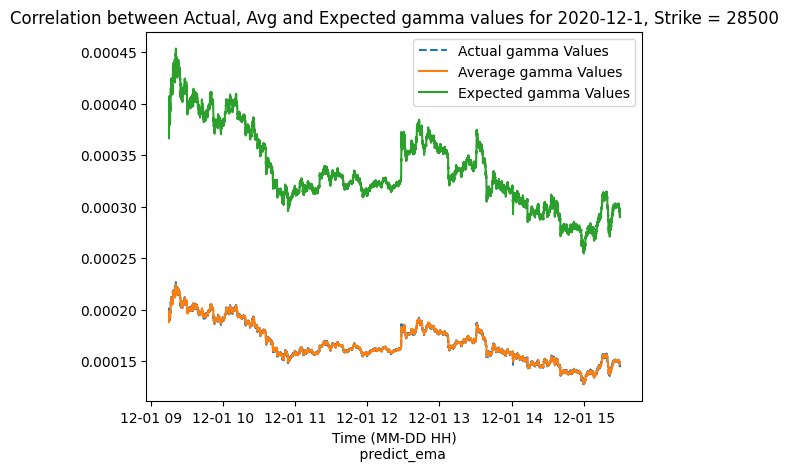 Correlation between Actual, Avg and Expected gamma values for 2020-12-1, Strike = 28500
Actual gamma Values
Average gamma Values
Expected gamma Values
0.00045
0.00040
0.00035
0.00030
0.00025
0.00020
0.00015
12-01 09 12-01 10 12-01 11 12-01 12 12-01 13 12-01 14 12-01 15
Time (MM-DD HH)
predict_ema